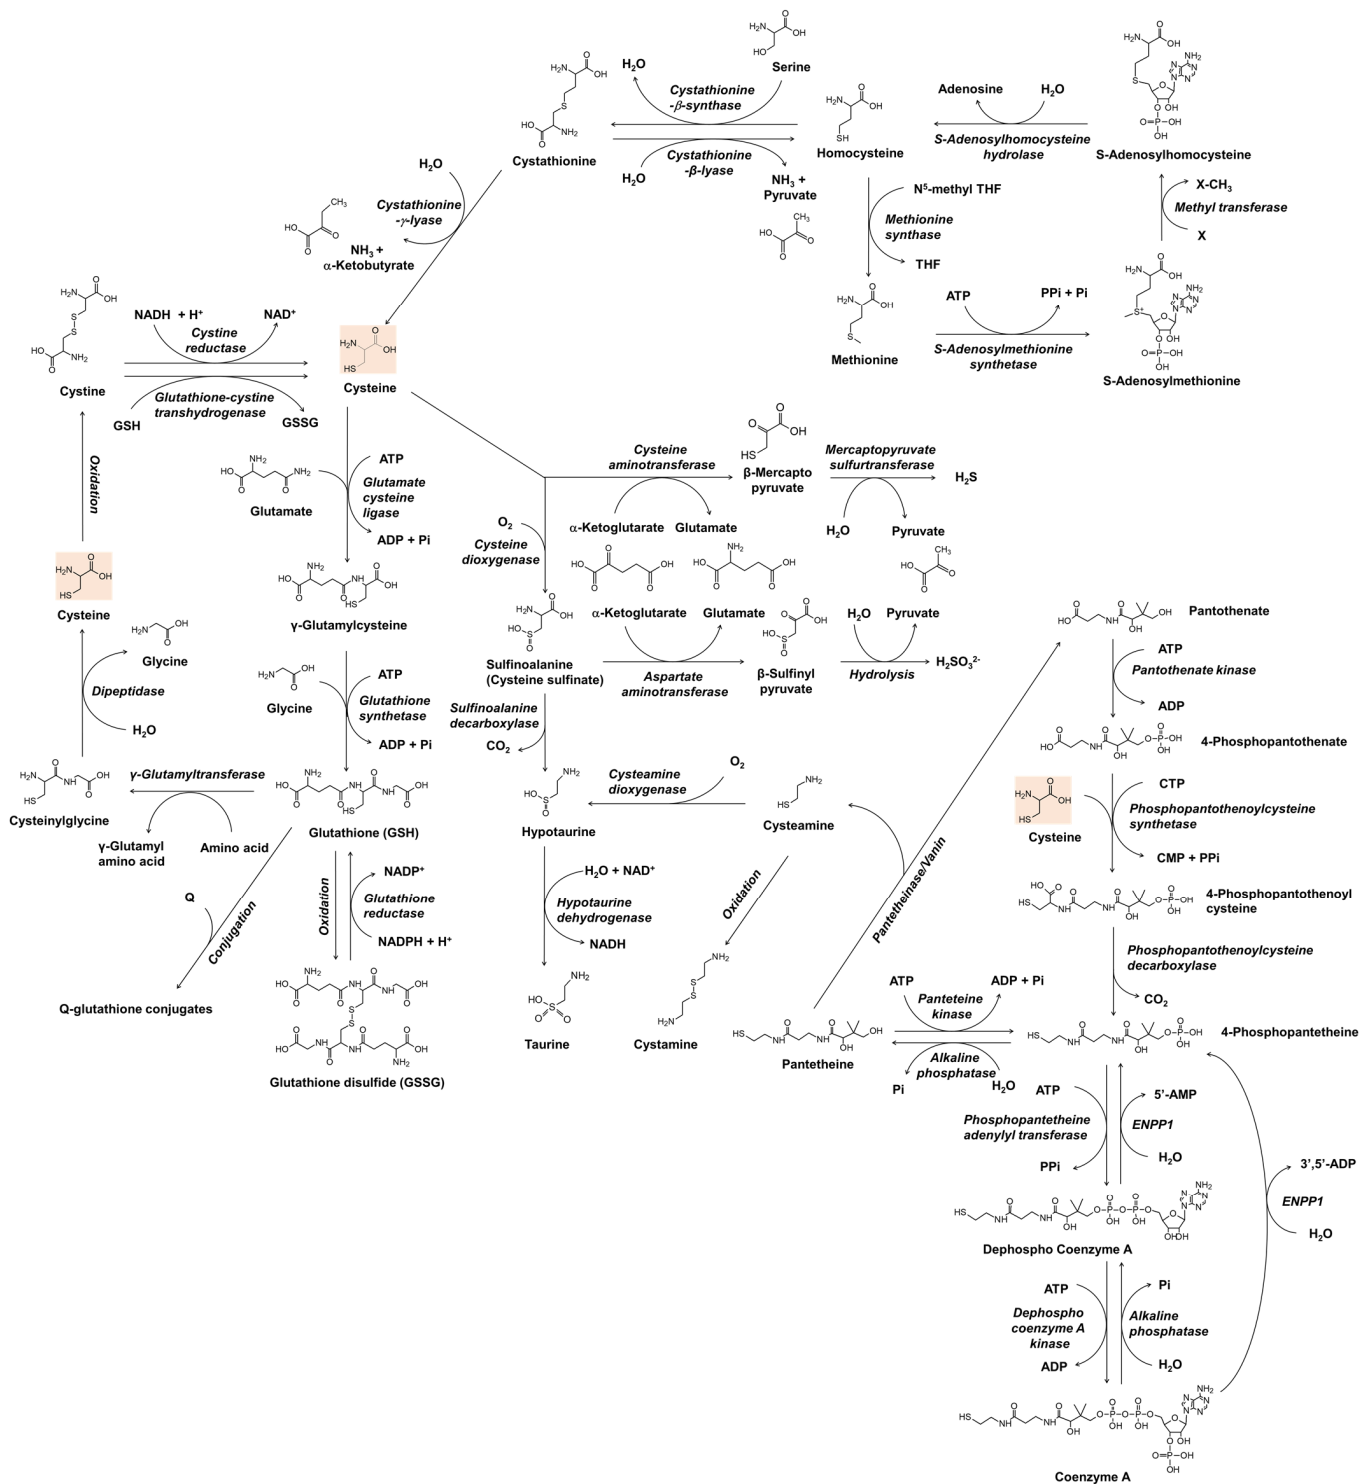 Serine
H₂O
Cystathionine
-β-synthase
Cystathionine
H₂O
Cystathionine
-β-lyase
NH₃ +
Pyruvate
Homocysteine
Adenosine
H₂O
S-Adenosylhomocysteine
hydrolase
S-Adenosylhomocysteine
X-CH₃
Methyl transferase
X
N⁵-methyl THF
Methionine
synthase
THF
Methionine
ATP
PPi + Pi
S-Adenosylmethionine
synthetase
S-Adenosylmethionine
H₂O
Cystathionine
-γ-lyase
NH₃ +
α-Ketobutyrate
NADH + H⁺
NAD⁺
Cystine
reductase
Cystine
Glutathione-cystine
transhydrogenase
GSH
GSSG
Cysteine
Oxidation
Cysteine
Glycine
Dipeptidase
H₂O
Cysteinylglycine
γ-Glutamyltransferase
γ-Glutamyl
amino acid
Amino acid
ATP
Glutamate
cysteine
ligase
Glutamate
ADP + Pi
γ-Glutamylcysteine
ATP
Glycine
Glutathione
synthetase
ADP + Pi
Glutathione (GSH)
Q
Conjugation
Q-glutathione conjugates
Oxidaiion
NADP⁺
Glutathione
reductase
NADPH + H⁺
Glutathione disulfide (GSSG)
Cysteine
aminotransferase
α-Ketoglutarate
Glutamate
β-Mercapto
pyruvate
Mercaptopyruvate
sulfurtransferase
H₂S
H₂O
Pyruvate
O₂
Cysteine
dioxygenase
Sulfinoalanine
(Cysteine sulfinate)
α-Ketoglutarate
Glutamate
Aspartate
aminotransferase
β-Sulfinyl
pyruvate
H₂O
Pyruvate
Hydrolysis
H₂SO₃²⁻
Sulfinoalanine
decarboxylase
CO₂
Hypotaurine
Cysteamine
dioxygenase
O₂
Cysteamine
H₂O + NAD⁺
Hypotaurine
dehydrogenase
NADH
Taurine
Oxidation
Cystamine
Pantetheinase/Vanin
Pantothenate
ATP
Pantothenate kinase
ADP
4-Phosphopantothenate
Cysteine
CTP
Phosphopantothenoylcysteine
synthetase
CMP + PPi
4-Phosphopantothenoyl
cysteine
Phosphopantothenoylcysteine
decarboxylase
CO₂
4-Phosphopantetheine
Pantetheine
ATP
ADP + Pi
Panteteine
kinase
Alkaline
phosphatase
Pi
H₂O
ATP
Phosphopantetheine
adenylyl transferase
PPi
5'-AMP
ENPP1
H₂O
Dephospho Coenzyme A
3',5'-ADP
ENPP1
H₂O
ATP
Dephospho
coenzyme A
kinase
ADP
Pi
Alkaline
phosphatase
H₂O
Coenzyme A